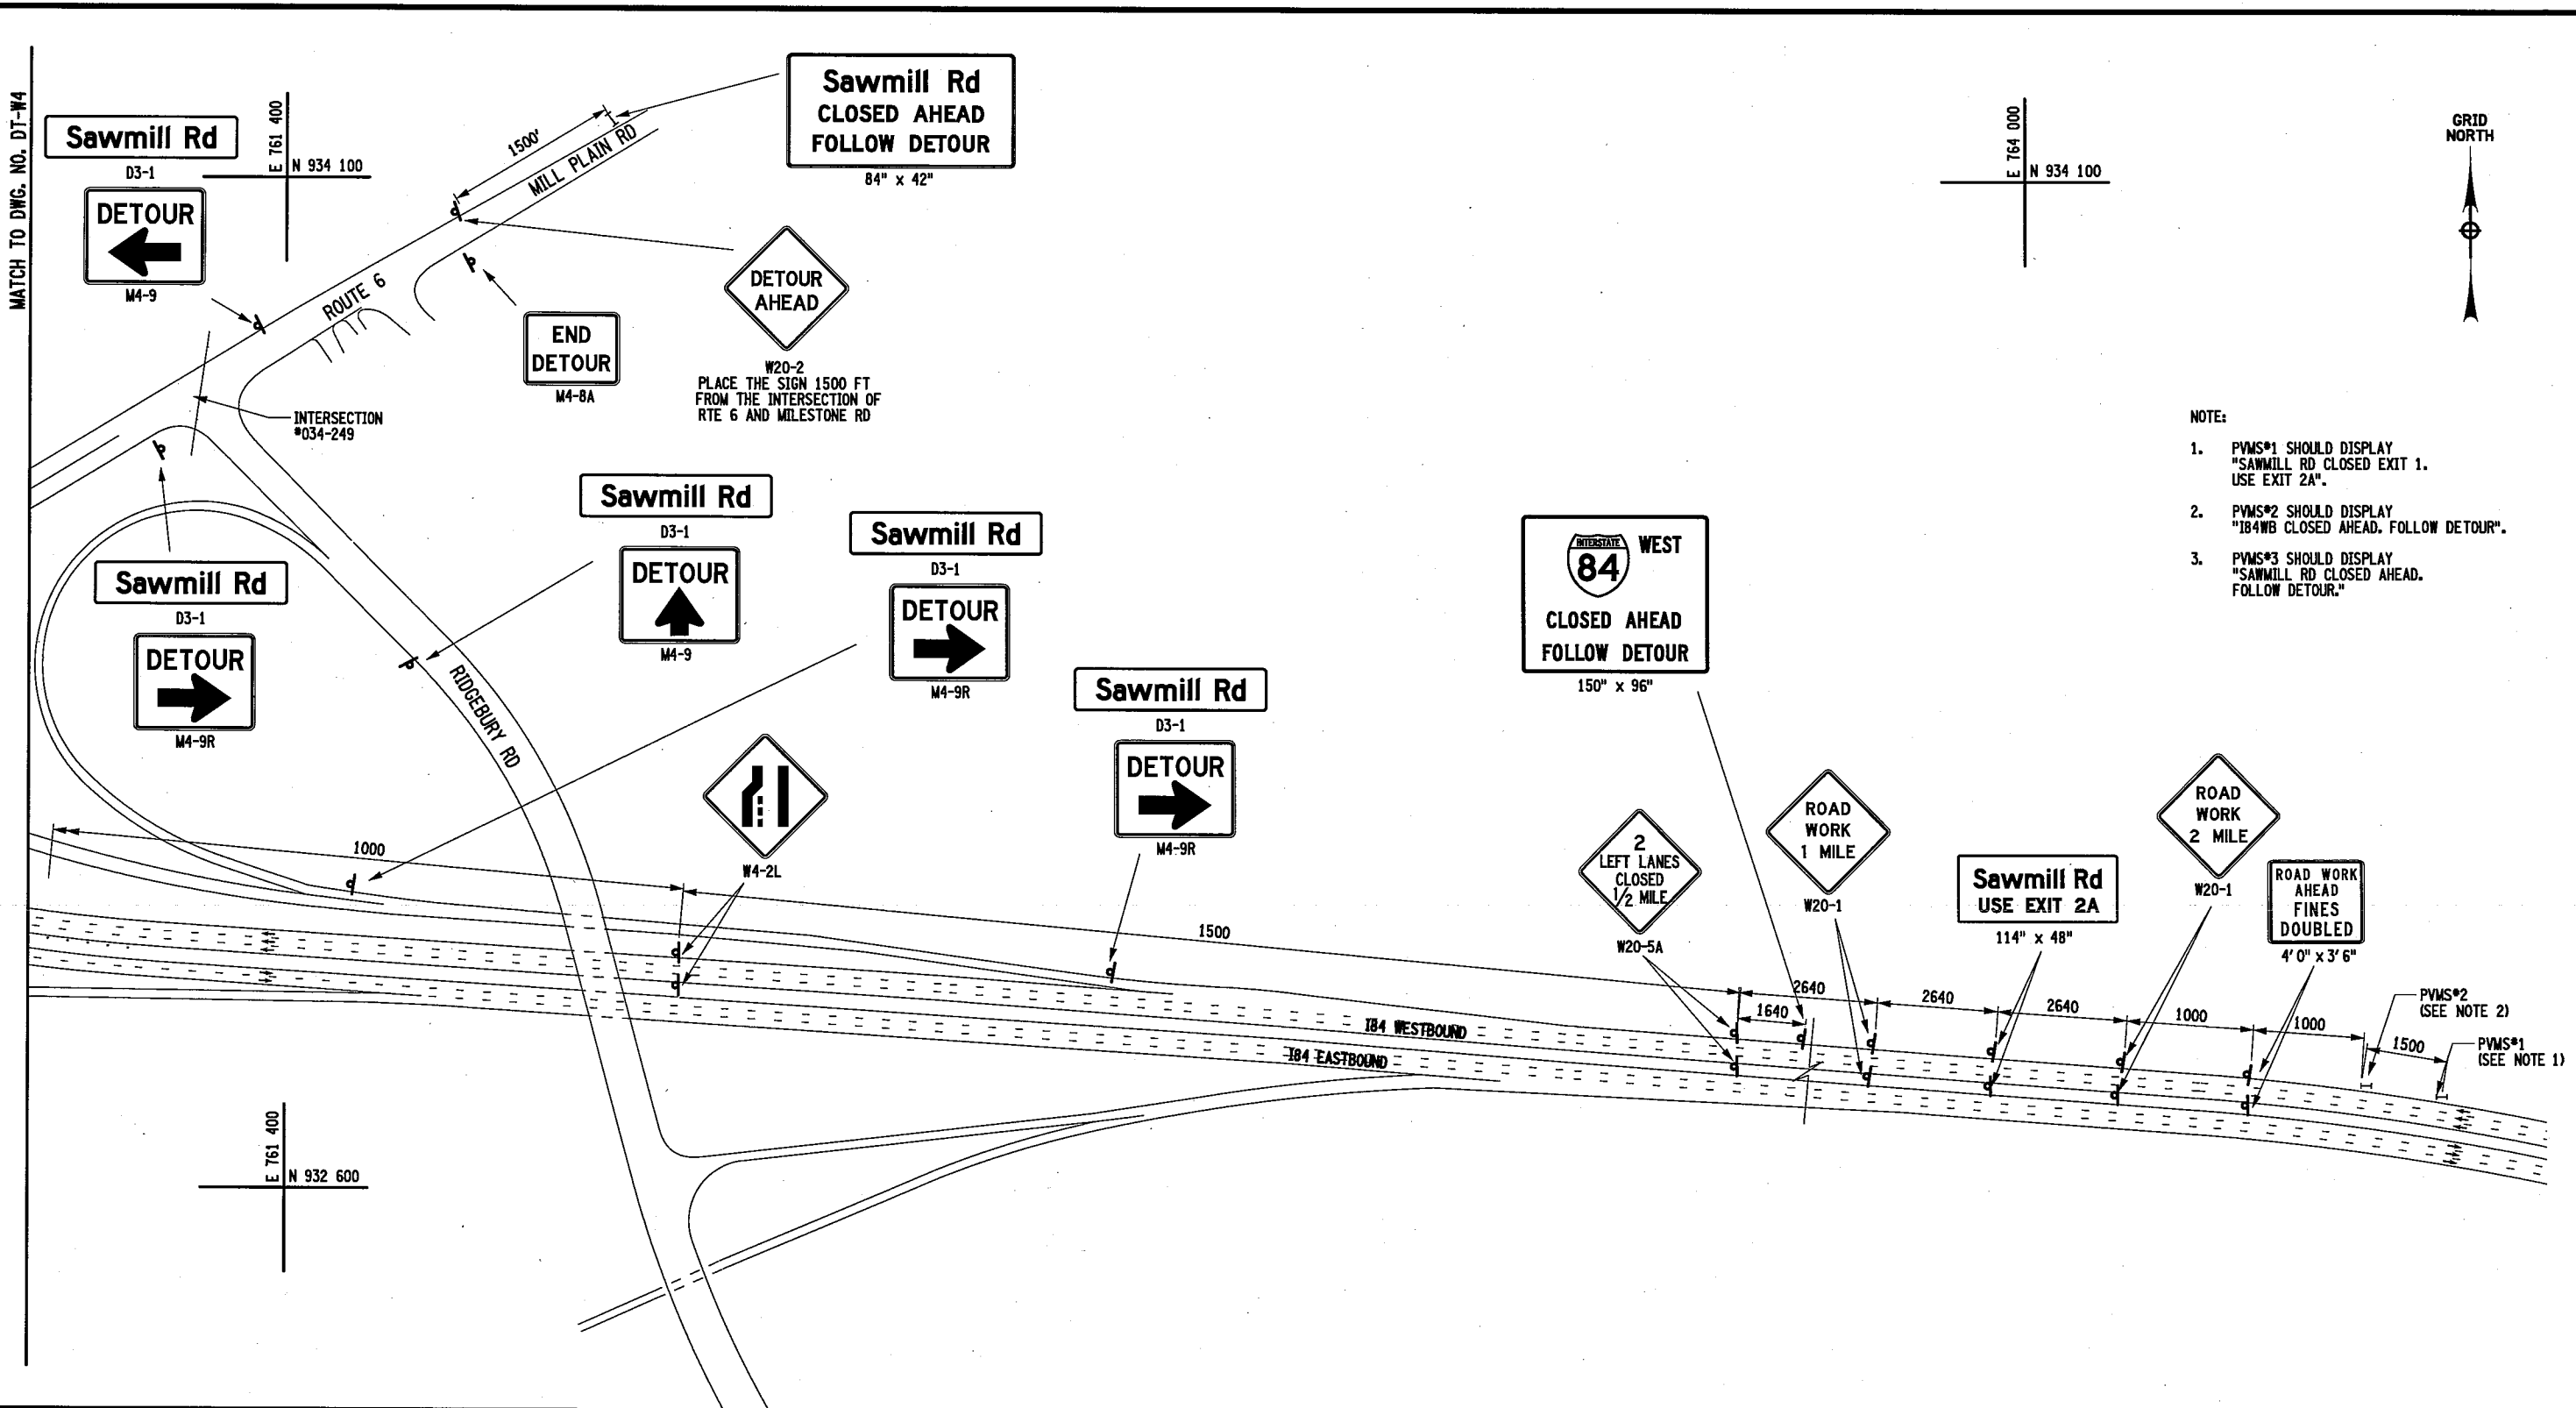 MATCH TO DWG. NO. DT-W4
Sawmill Rd
D3-1
DETOUR
M4-9
E 761 400
N 934 100
1500'
MILL PLAIN RD
ROUTE 6
Sawmill Rd
CLOSED AHEAD
FOLLOW DETOUR
84" x 42"
DETOUR
AHEAD
W20-2
PLACE THE SIGN 1500 FT
FROM THE INTERSECTION OF
RTE 6 AND MILESTONE RD
END
DETOUR
M4-8A
INTERSECTION
#034-249
E 764 000
N 934 100
GRID
NORTH
NOTE:
1. PVMS#1 SHOULD DISPLAY
"SAWMILL RD CLOSED EXIT 1.
USE EXIT 2A".
2. PVMS#2 SHOULD DISPLAY
"I84WB CLOSED AHEAD. FOLLOW DETOUR".
3. PVMS#3 SHOULD DISPLAY
"SAWMILL RD CLOSED AHEAD.
FOLLOW DETOUR."
Sawmill Rd
D3-1
DETOUR
M4-9R
Sawmill Rd
D3-1
DETOUR
M4-9
Sawmill Rd
D3-1
DETOUR
M4-9R
RIDGEBURY RD
Sawmill Rd
D3-1
DETOUR
M4-9R
W4-2L
INTERSTATE
84
WEST
CLOSED AHEAD
FOLLOW DETOUR
150" x 96"
2
LEFT LANES
CLOSED
1/2 MILE
W20-5A
ROAD
WORK
1 MILE
W20-1
Sawmill Rd
USE EXIT 2A
114" x 48"
ROAD
WORK
2 MILE
W20-1
ROAD WORK
AHEAD
FINES
DOUBLED
4' 0" x 3' 6"
1000
1500
2640
1640
2640
2640
1000
1000
1500
PVMS#2
(SEE NOTE 2)
PVMS#1
(SEE NOTE 1)
I84 WESTBOUND
I84 EASTBOUND
E 761 400
N 932 600